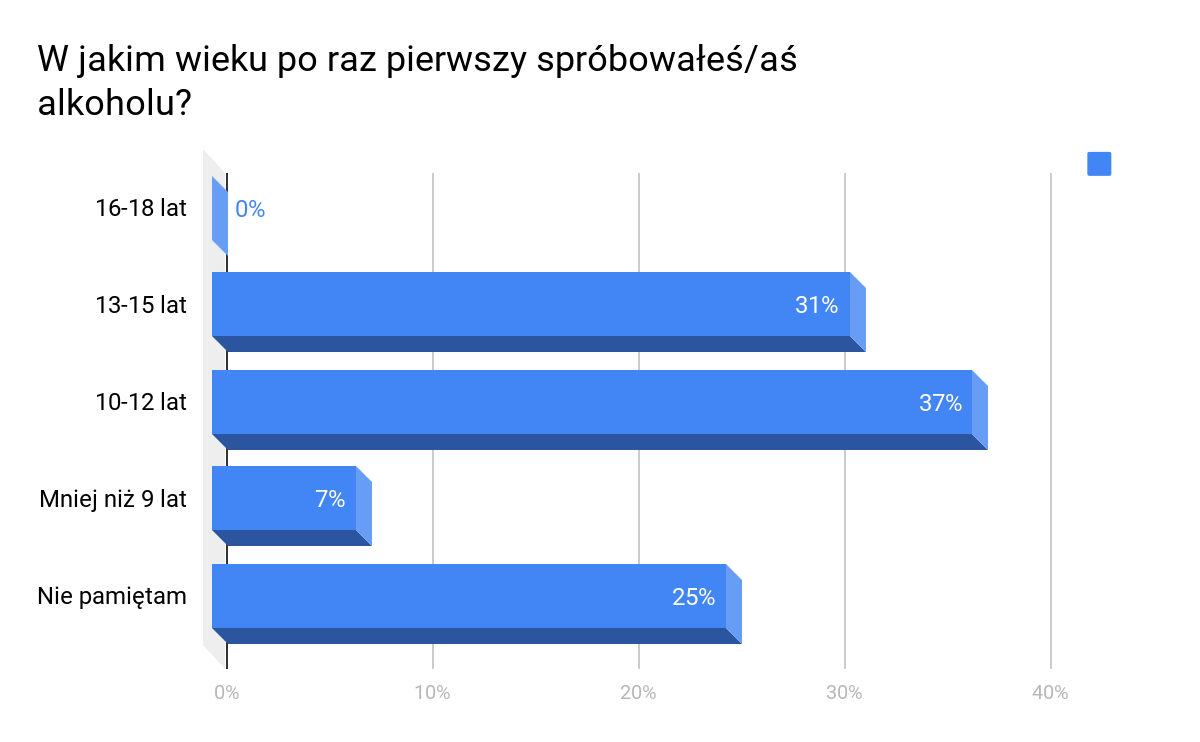 W jakim wieku po raz pierwszy spróbowałeś/aś
alkoholu?
16-18 lat
0%
13-15 lat
31%
10-12 lat
37%
Mniej niż 9 lat
7%
Nie pamiętam
25%
0%
10%
20%
30%
40%